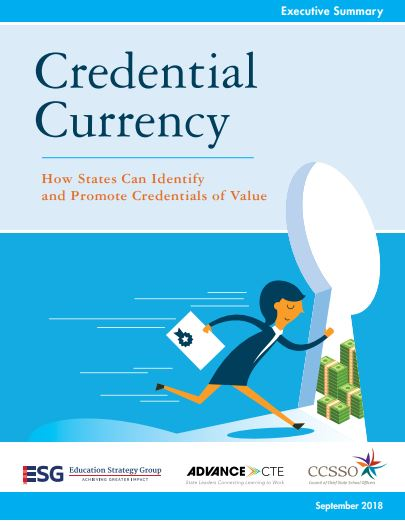 Executive Summary
Credential
Currency
How States Can Identify
and Promote Credentials of Value
ESG Education Strategy Group
ACHIEVING GREATER IMPACT
ADVANCE CTE
State Leaders Connecting Learning to Work
CCSSO
Council of Chief State School Officers
September 2018